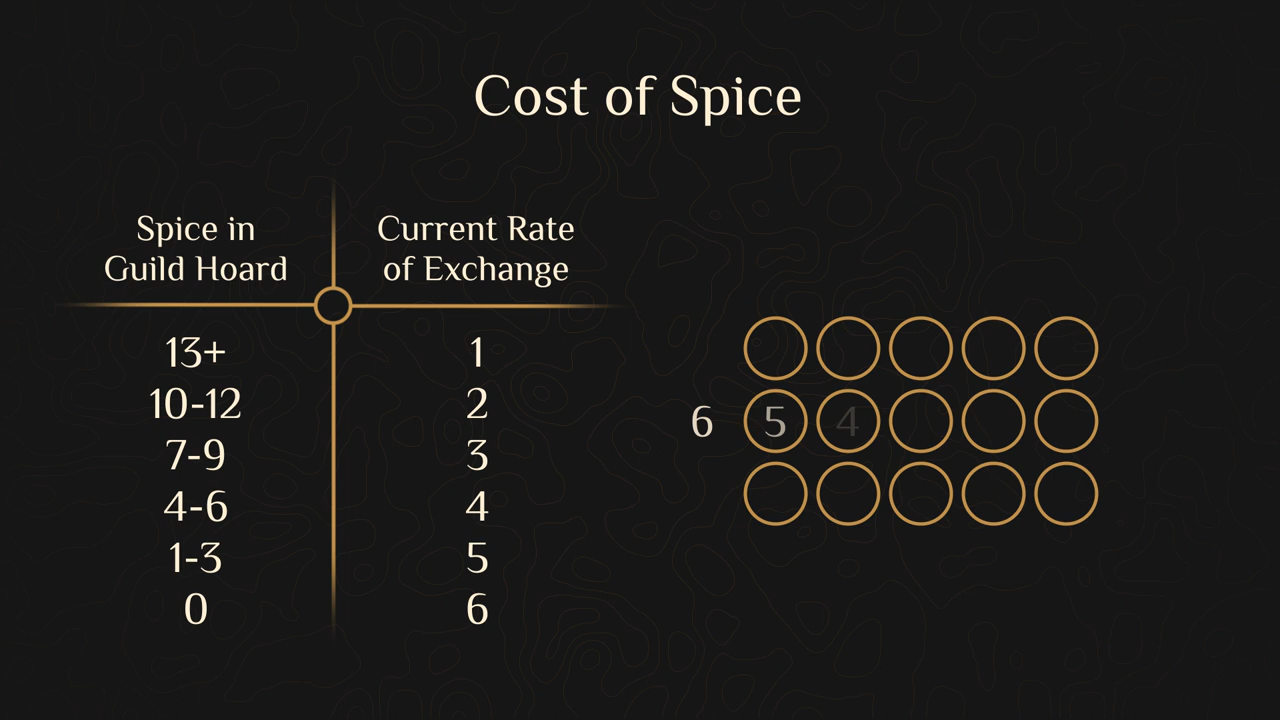 Cost of Spice
Spice in Guild Hoard
Current Rate of Exchange
13+ 1
10-12 2
7-9 3
4-6 4
1-3 5
0 6
6 5 4